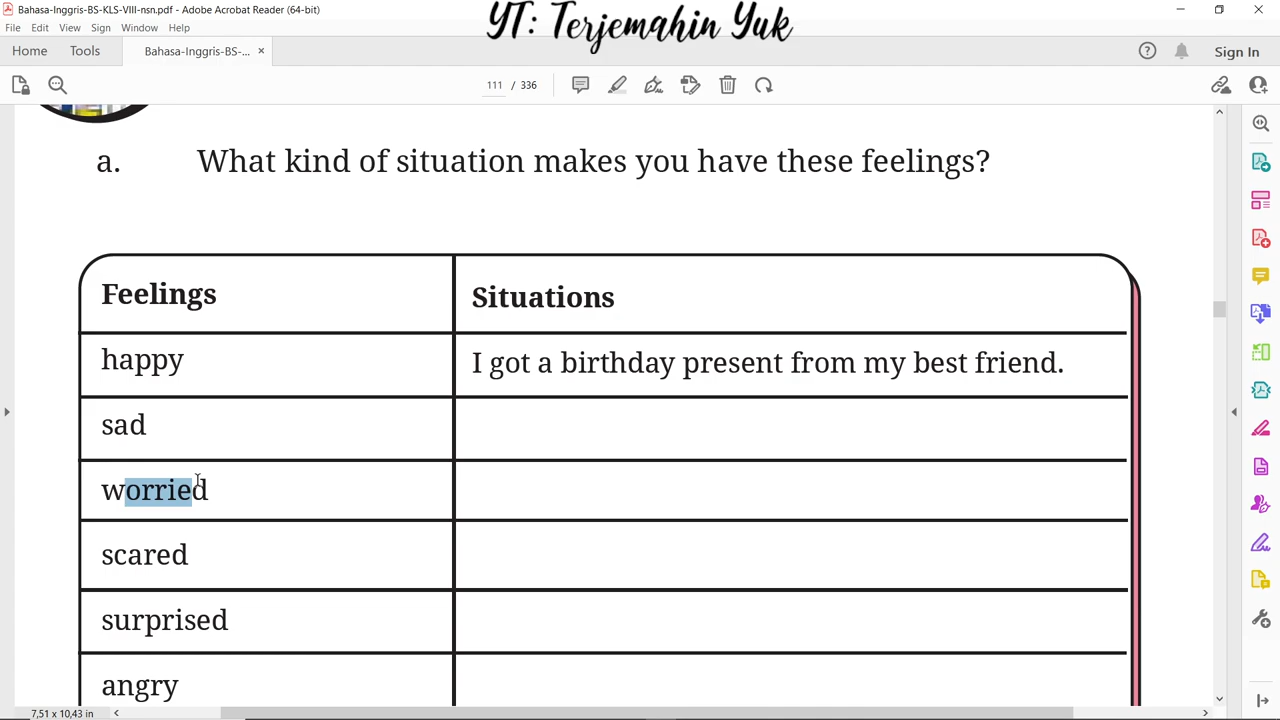 Bahasa-Inggris-BS-KLS-VIII-nsn.pdf - Adobe Acrobat Reader (64-bit)
YT: Terjemahin Yuk
File Edit View Sign Window Help
Home Tools Bahasa-Inggris-BS-... × Sign In
111 / 336
a. What kind of situation makes you have these feelings?
Feelings Situations
happy I got a birthday present from my best friend.
sad
worried
scared
surprised
angry
7,51 x 10,43 in